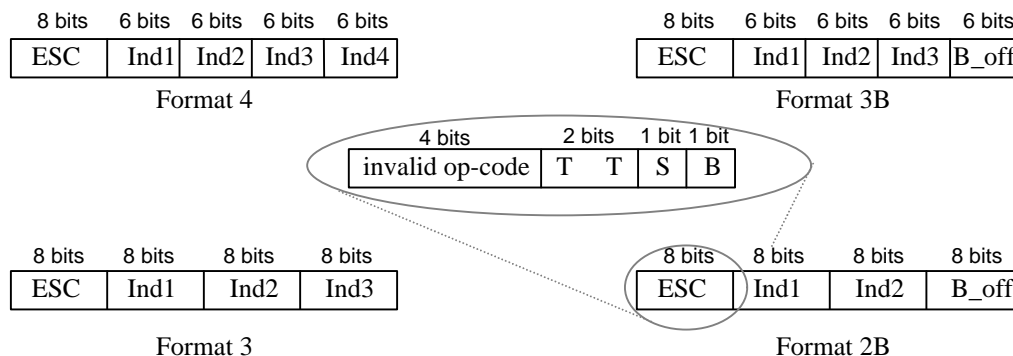 8 bits 6 bits 6 bits 6 bits 6 bits
ESC Ind1 Ind2 Ind3 Ind4
Format 4
8 bits 6 bits 6 bits 6 bits 6 bits
ESC Ind1 Ind2 Ind3 B_off
Format 3B
4 bits 2 bits 1 bit 1 bit
invalid op-code T T S B
8 bits 8 bits 8 bits 8 bits
ESC Ind1 Ind2 Ind3
Format 3
8 bits 8 bits 8 bits 8 bits
ESC Ind1 Ind2 B_off
Format 2B